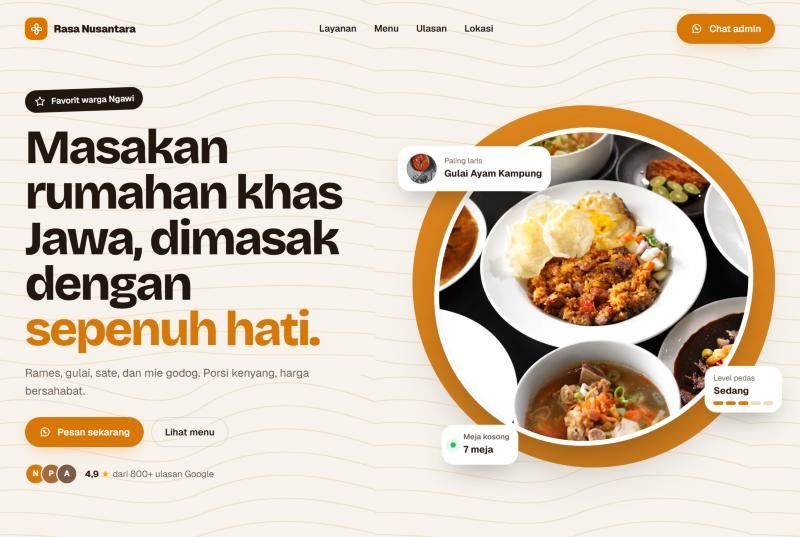 Rasa Nusantara
Layanan
Menu
Ulasan
Lokasi
Chat admin
Favorit warga Ngawi
Masakan
rumahan khas
Jawa, dimasak
dengan
sepenuh hati.
Rames, gulai, sate, dan mie godog. Porsi kenyang, harga
bersahabat.
Pesan sekarang
Lihat menu
N P A
4,9 ★ dari 800+ ulasan Google
Paling laris
Gulai Ayam Kampung
Level pedas
Sedang
Meja kosong
7 meja